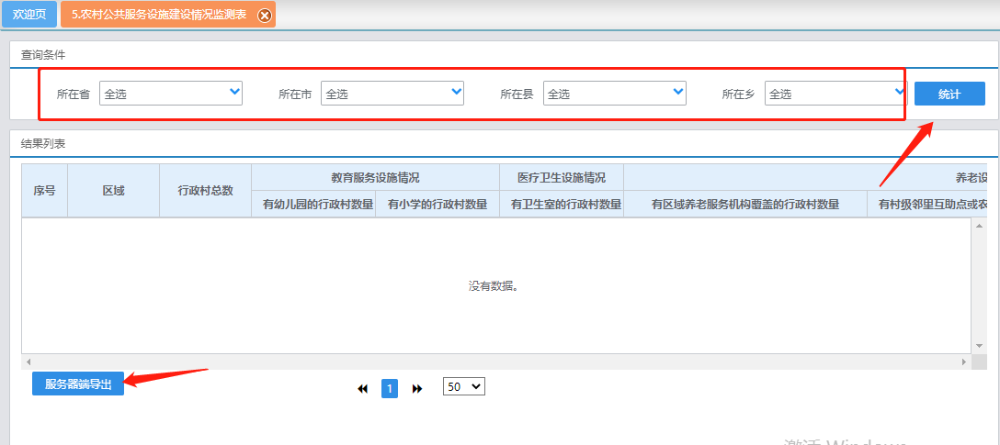 欢迎页 5.农村公共服务设施建设情况监测表
查询条件
所在省 全选 所在市 全选 所在县 全选 所在乡 全选 统计
结果列表
教育服务设施情况 医疗卫生设施情况 养老设
序号 区域 行政村总数
有幼儿园的行政村数量 有小学的行政村数量 有卫生室的行政村数量 有区域养老服务机构覆盖的行政村数量 有村级邻里互助点或农
没有数据。
服务器端导出 1 50
激活 Windows